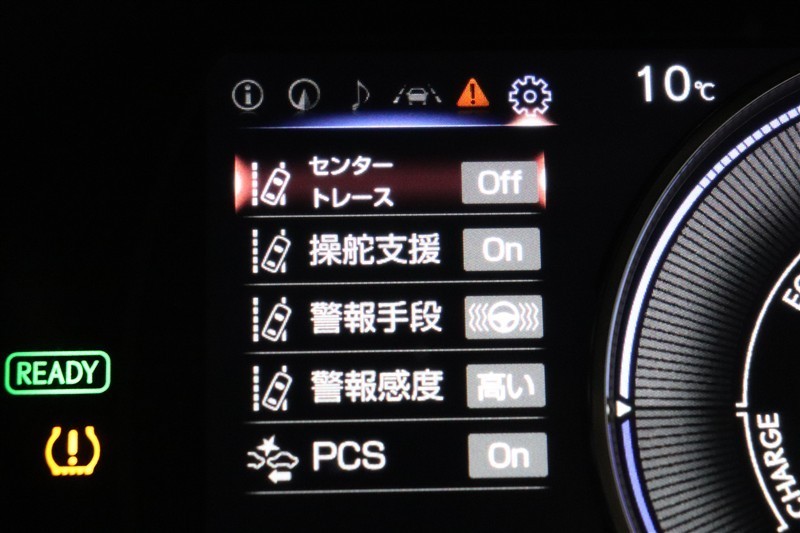 10℃
センター
トレース
Off
操舵支援
On
警報手段
警報感度
高い
PCS
On
READY
CHARGE